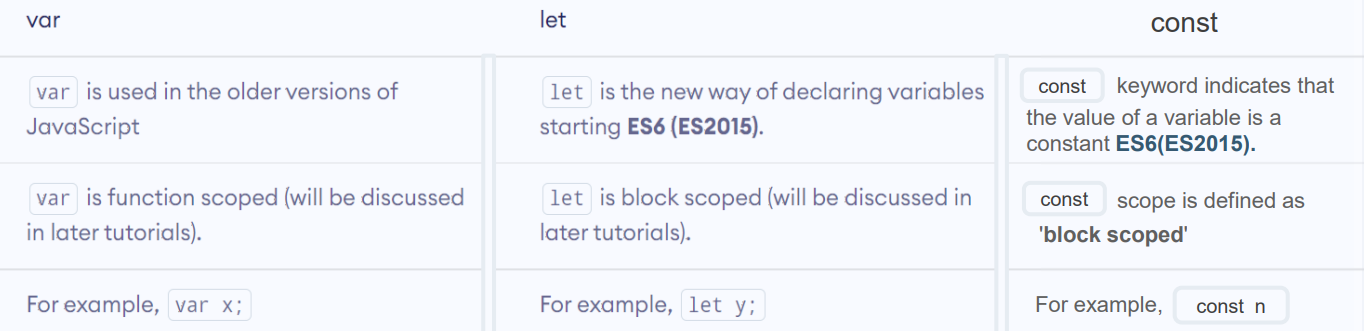 var
let
const
var is used in the older versions of
JavaScript
let is the new way of declaring variables
starting ES6 (ES2015).
const keyword indicates that
the value of a variable is a
constant ES6(ES2015).
var is function scoped (will be discussed
in later tutorials).
let is block scoped (will be discussed in
later tutorials).
const scope is defined as
'block scoped'
For example, var x;
For example, let y;
For example, const n